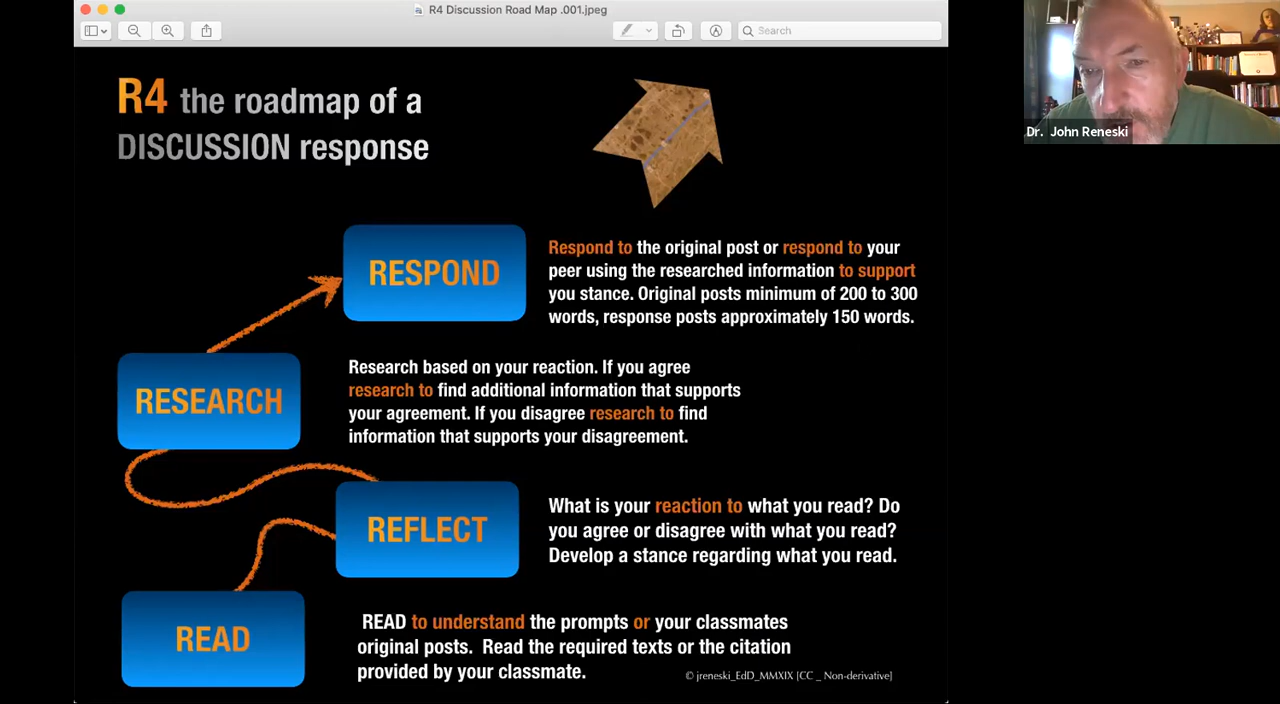 R4 Discussion Road Map .001.jpeg
Search
R4 the roadmap of a
DISCUSSION response
RESPOND
Respond to the original post or respond to your
peer using the researched information to support
you stance. Original posts minimum of 200 to 300
words, response posts approximately 150 words.
RESEARCH
Research based on your reaction. If you agree
research to find additional information that supports
your agreement. If you disagree research to find
information that supports your disagreement.
REFLECT
What is your reaction to what you read? Do
you agree or disagree with what you read?
Develop a stance regarding what you read.
READ
READ to understand the prompts or your classmates
original posts. Read the required texts or the citation
provided by your classmate.
© jreneski_EdD_MMXIX [CC _ Non-derivative]
Dr. John Reneski